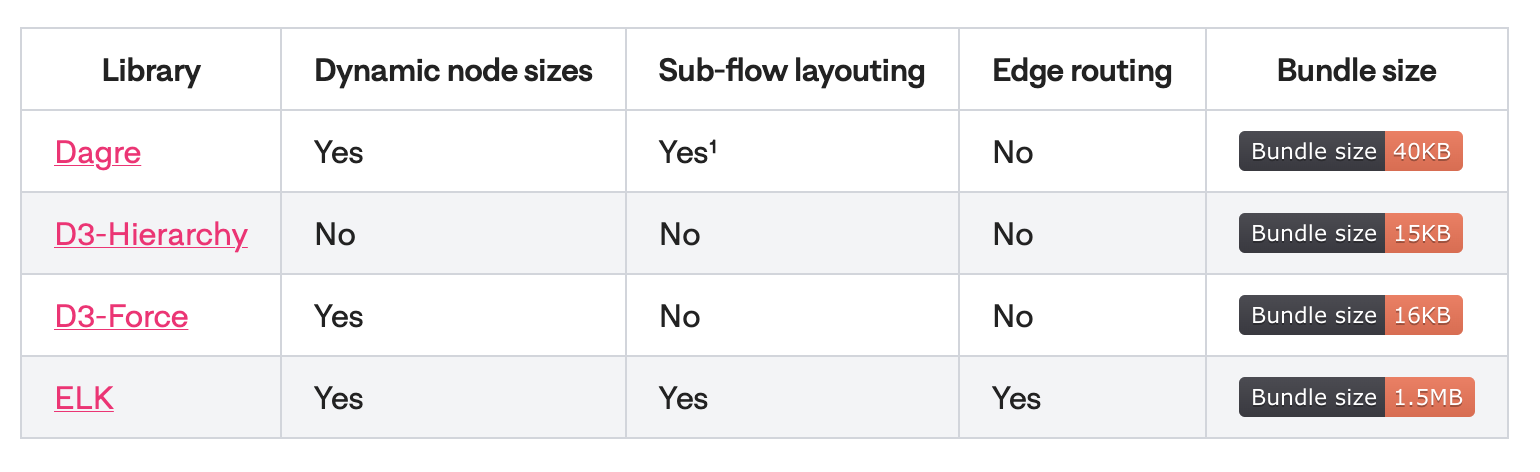 Library Dynamic node sizes Sub-flow layouting Edge routing Bundle size
Dagre Yes Yes¹ No Bundle size 40KB
D3-Hierarchy No No No Bundle size 15KB
D3-Force Yes No No Bundle size 16KB
ELK Yes Yes Yes Bundle size 1.5MB